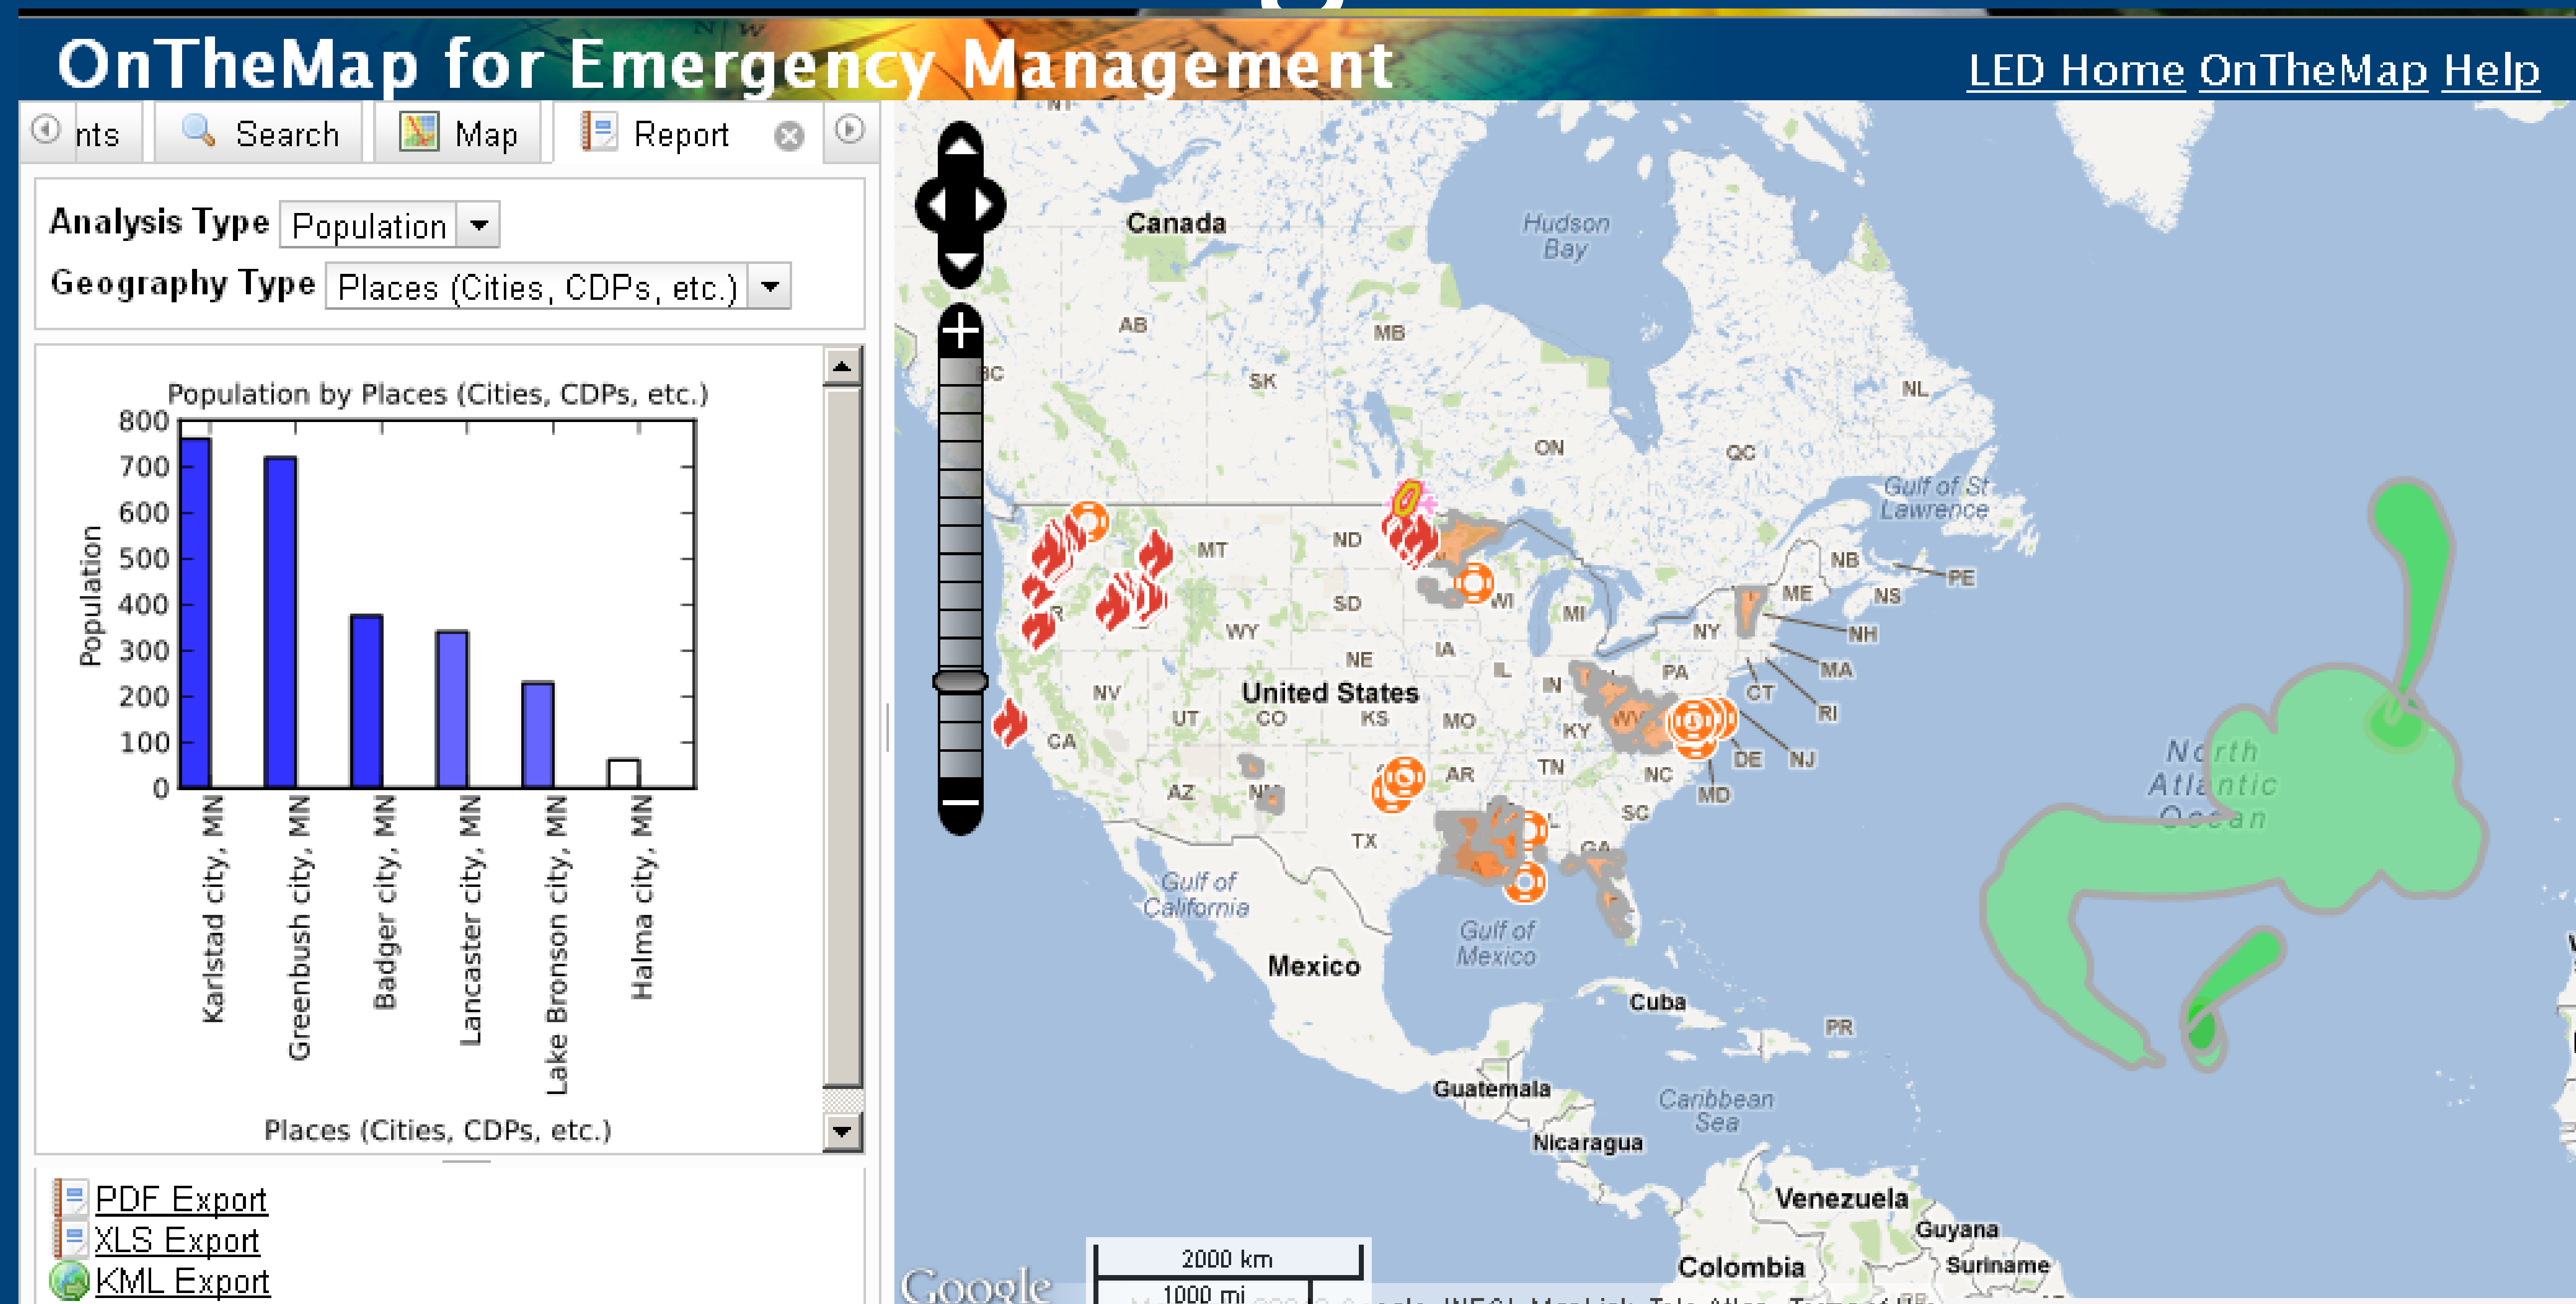 OnTheMap for Emergency Management
LED Home OnTheMap Help
nts
Search
Map
Report
Analysis Type Population
Geography Type Places (Cities, CDPs, etc.)
Population by Places (Cities, CDPs, etc.)
800
700
600
500
400
300
200
100
0
Population
Karlstad city, MN
Greenbush city, MN
Badger city, MN
Lancaster city, MN
Lake Bronson city, MN
Halma city, MN
Places (Cities, CDPs, etc.)
PDF Export
XLS Export
KML Export
NT
Canada
Hudson
Bay
AB
MB
BC
SK
NL
ON
QC
Gulf of St
Lawrence
MT
ND
NB
PE
SD
WI
MI
ME
NS
WY
NY
NH
IA
NE
IL
IN
PA
MA
NV
United States
CT
UT
CO
KS
MO
KY
WV
RI
CA
DE
NJ
AZ
NM
AR
TN
NC
MD
TX
SC
GA
North
Atlantic
Ocean
Gulf of
California
Gulf of
Mexico
Mexico
Cuba
PR
Guatemala
Caribbean
Sea
Nicaragua
Venezuela
Guyana
Colombia
Suriname
2000 km
1000 mi
Google